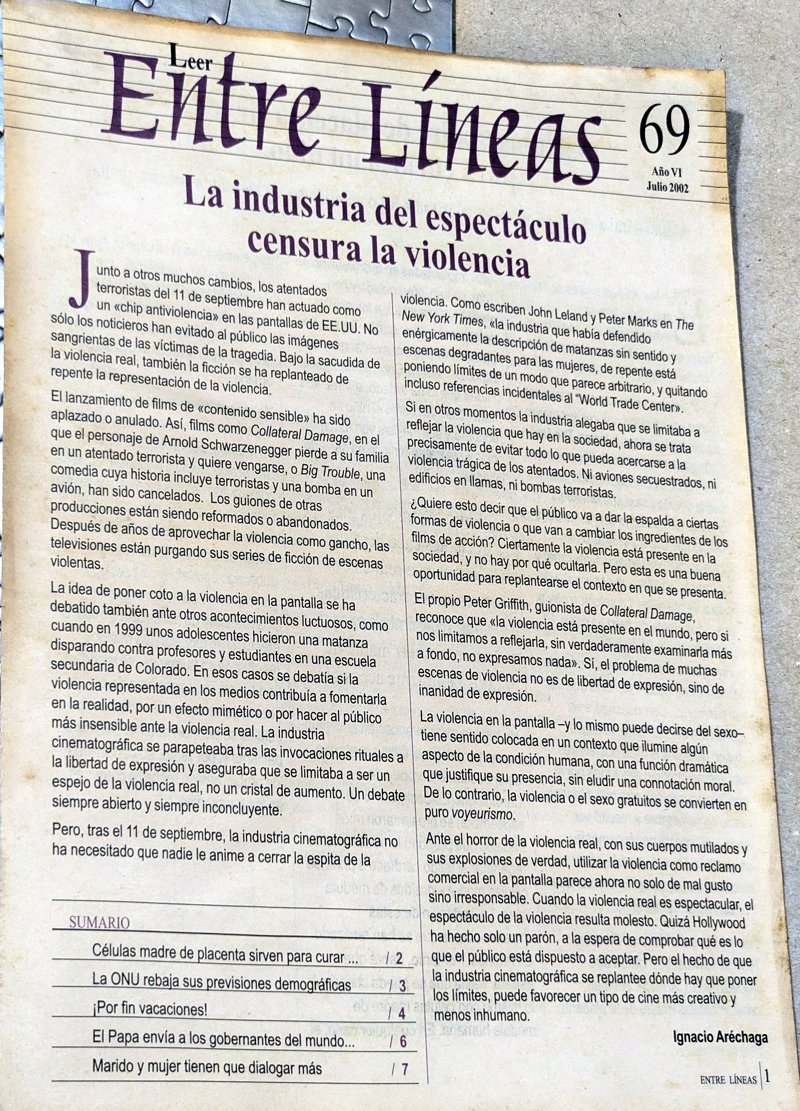 Leer
Entre Líneas
69
Año VI
Julio 2002
La industria del espectáculo
censura la violencia
Junto a otros muchos cambios, los atentados
terroristas del 11 de septiembre han actuado como
un «chip antiviolencia» en las pantallas de EE.UU. No
sólo los noticieros han evitado al público las imágenes
sangrientas de las víctimas de la tragedia. Bajo la sacudida de
la violencia real, también la ficción se ha replanteado de
repente la representación de la violencia.
El lanzamiento de films de «contenido sensible» ha sido
aplazado o anulado. Así, films como Collateral Damage, en el
que el personaje de Arnold Schwarzenegger pierde a su familia
en un atentado terrorista y quiere vengarse, o Big Trouble, una
comedia cuya historia incluye terroristas y una bomba en un
avión, han sido cancelados. Los guiones de otras
producciones están siendo reformados o abandonados.
Después de años de aprovechar la violencia como gancho, las
televisiones están purgando sus series de ficción de escenas
violentas.
La idea de poner coto a la violencia en la pantalla se ha
debatido también ante otros acontecimientos luctuosos, como
cuando en 1999 unos adolescentes hicieron una matanza
disparando contra profesores y estudiantes en una escuela
secundaria de Colorado. En esos casos se debatía si la
violencia representada en los medios contribuía a fomentarla
en la realidad, por un efecto mimético o por hacer al público
más insensible ante la violencia real. La industria
cinematográfica se parapeteaba tras las invocaciones rituales a
la libertad de expresión y aseguraba que se limitaba a ser un
espejo de la violencia real, no un cristal de aumento. Un debate
siempre abierto y siempre inconcluyente.
Pero, tras el 11 de septiembre, la industria cinematográfica no
ha necesitado que nadie le anime a cerrar la espita de la
violencia. Como escriben John Leland y Peter Marks en The
New York Times, «la industria que había defendido
enérgicamente la descripción de matanzas sin sentido y
escenas degradantes para las mujeres, de repente está
poniendo límites de un modo que parece arbitrario, y quitando
incluso referencias incidentales al “World Trade Center».
Si en otros momentos la industria alegaba que se limitaba a
reflejar la violencia que hay en la sociedad, ahora se trata
precisamente de evitar todo lo que pueda acercarse a la
violencia trágica de los atentados. Ni aviones secuestrados, ni
edificios en llamas, ni bombas terroristas.
¿Quiere esto decir que el público va a dar la espalda a ciertas
formas de violencia o que van a cambiar los ingredientes de los
films de acción? Ciertamente la violencia está presente en la
sociedad, y no hay por qué ocultarla. Pero esta es una buena
oportunidad para replantearse el contexto en que se presenta.
El propio Peter Griffith, guionista de Collateral Damage,
reconoce que «la violencia está presente en el mundo, pero si
nos limitamos a reflejarla, sin verdaderamente examinarla más
a fondo, no expresamos nada». Sí, el problema de muchas
escenas de violencia no es de libertad de expresión, sino de
inanidad de expresión.
La violencia en la pantalla –y lo mismo puede decirse del sexo–
tiene sentido colocada en un contexto que ilumine algún
aspecto de la condición humana, con una función dramática
que justifique su presencia, sin eludir una connotación moral.
De lo contrario, la violencia o el sexo gratuitos se convierten en
puro voyeurismo.
Ante el horror de la violencia real, con sus cuerpos mutilados y
sus explosiones de verdad, utilizar la violencia como reclamo
comercial en la pantalla parece ahora no solo de mal gusto
sino irresponsable. Cuando la violencia real es espectacular, el
espectáculo de la violencia resulta molesto. Quizá Hollywood
ha hecho solo un parón, a la espera de comprobar qué es lo
que el público está dispuesto a aceptar. Pero el hecho de que
la industria cinematográfica se replantee dónde hay que poner
los límites, puede favorecer un tipo de cine más creativo y
menos inhumano.
Ignacio Aréchaga
SUMARIO
Células madre de placenta sirven para curar ... / 2
La ONU rebaja sus previsiones demográficas / 3
¡Por fin vacaciones! / 4
El Papa envía a los gobernantes del mundo... / 6
Marido y mujer tienen que dialogar más / 7
ENTRE LÍNEAS 1